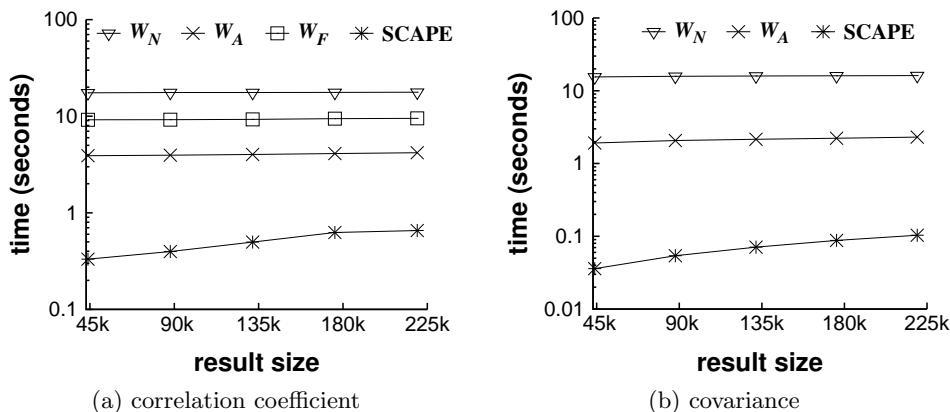 100
W_N W_A W_F SCAPE
10
1
0.1
time (seconds)
45k 90k 135k 180k 225k
result size
(a) correlation coefficient
100
W_N W_A SCAPE
10
1
0.1
0.01
time (seconds)
45k 90k 135k 180k 225k
result size
(b) covariance